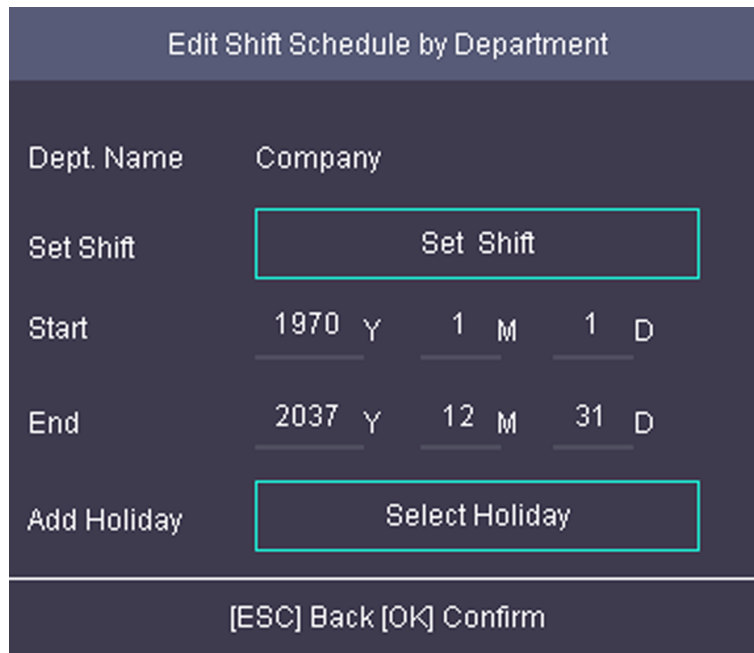 Edit Shift Schedule by Department
Dept. Name Company
Set Shift Set Shift
Start 1970 Y 1 M 1 D
End 2037 Y 12 M 31 D
Add Holiday Select Holiday
[ESC] Back [OK] Confirm